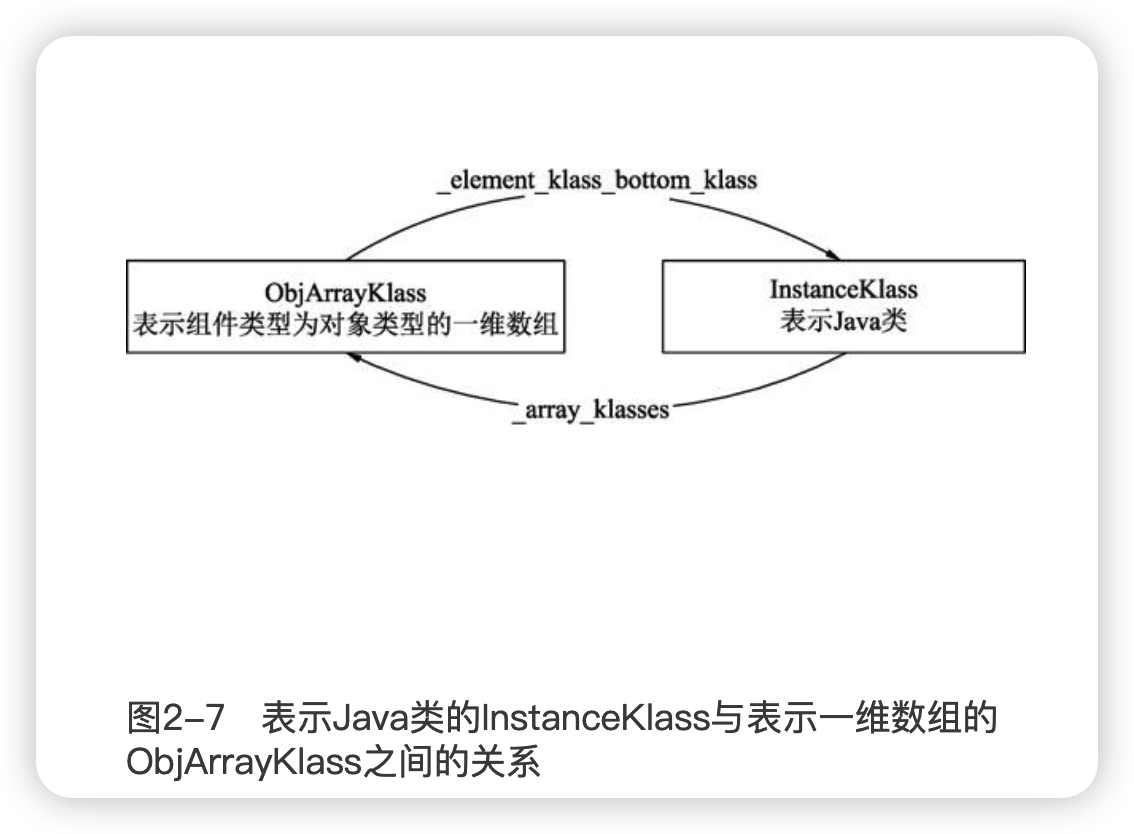 _element_klass_bottom_klass
ObjArrayKlass
表示组件类型为对象类型的一维数组
InstanceKlass
表示Java类
_array_klasses
图2-7 表示Java类的InstanceKlass与表示一维数组的
ObjArrayKlass之间的关系